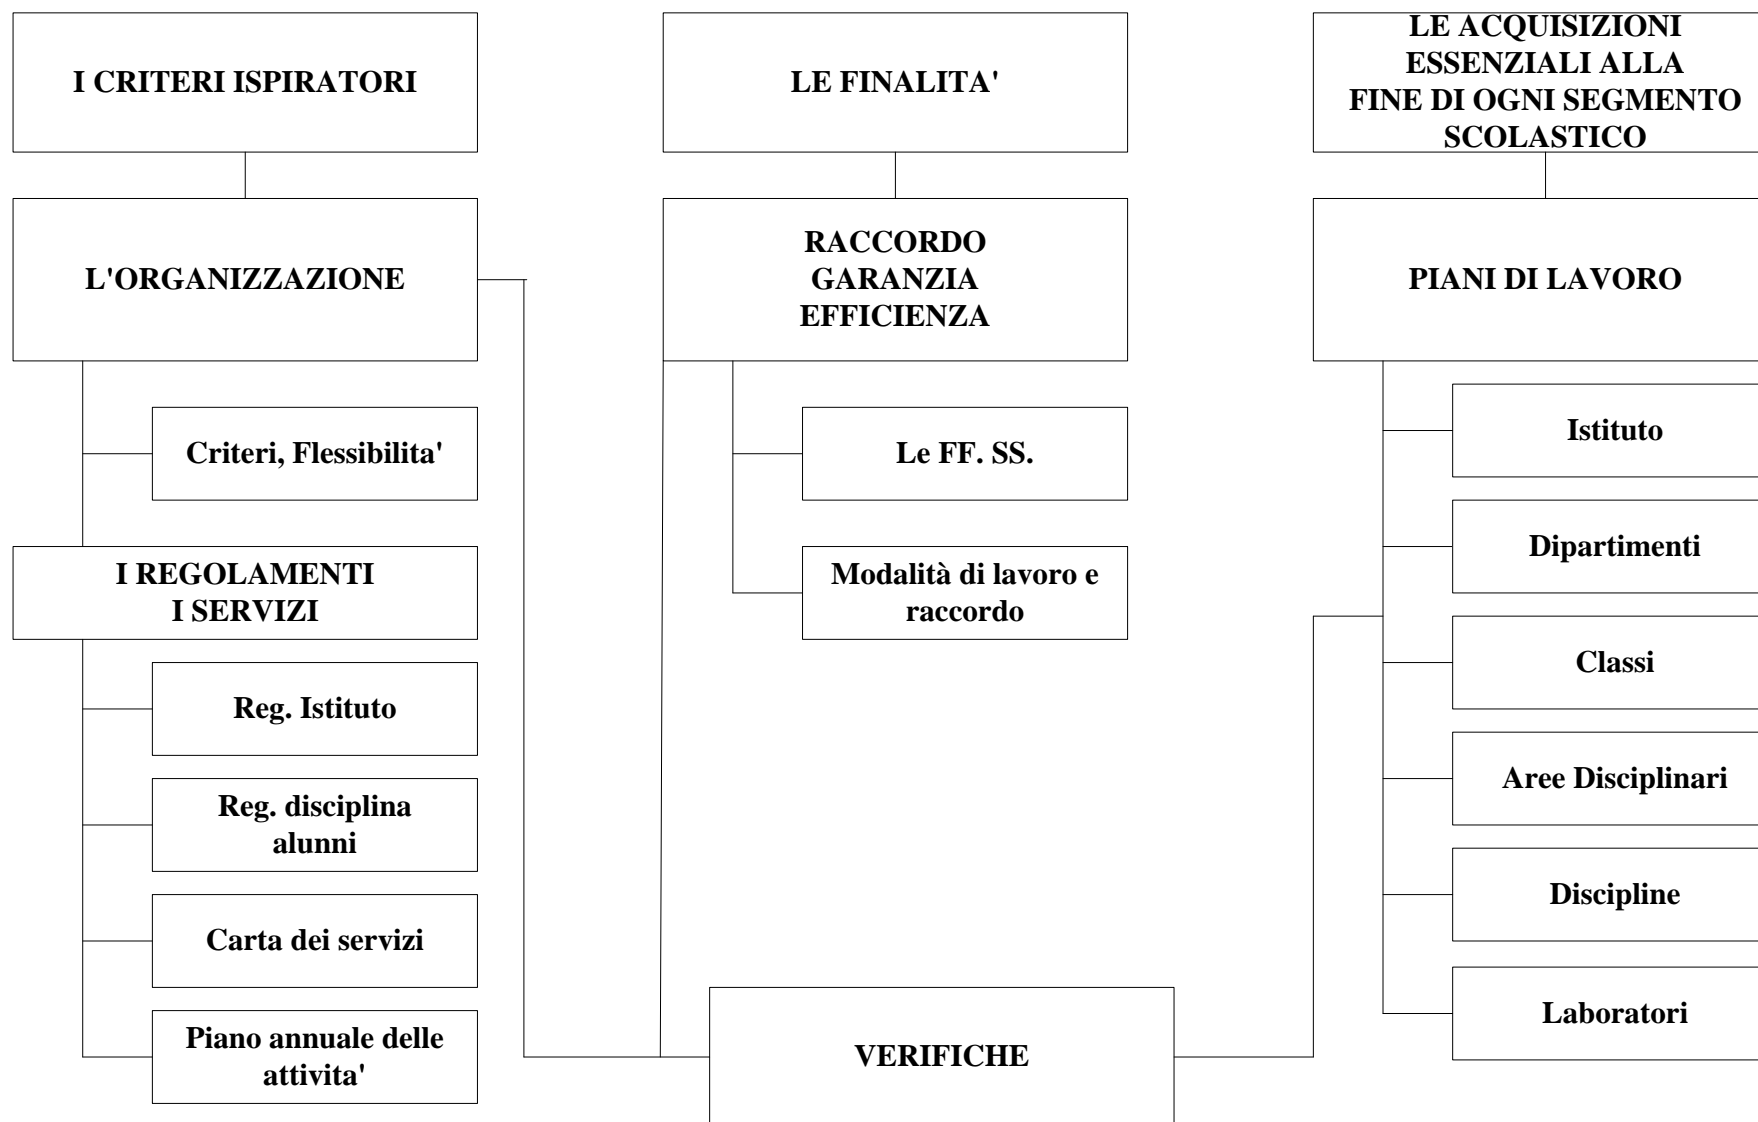 I CRITERI ISPIRATORI
LE FINALITA'
LE ACQUISIZIONI
ESSENZIALI ALLA
FINE DI OGNI SEGMENTO
SCOLASTICO
L'ORGANIZZAZIONE
RACCORDO
GARANZIA
EFFICIENZA
PIANI DI LAVORO
Criteri, Flessibilita'
Le FF. SS.
Istituto
I REGOLAMENTI
I SERVIZI
Modalità di lavoro e
raccordo
Dipartimenti
Reg. Istituto
Classi
Reg. disciplina
alunni
Aree Disciplinari
Carta dei servizi
Discipline
Piano annuale delle
attivita'
VERIFICHE
Laboratori